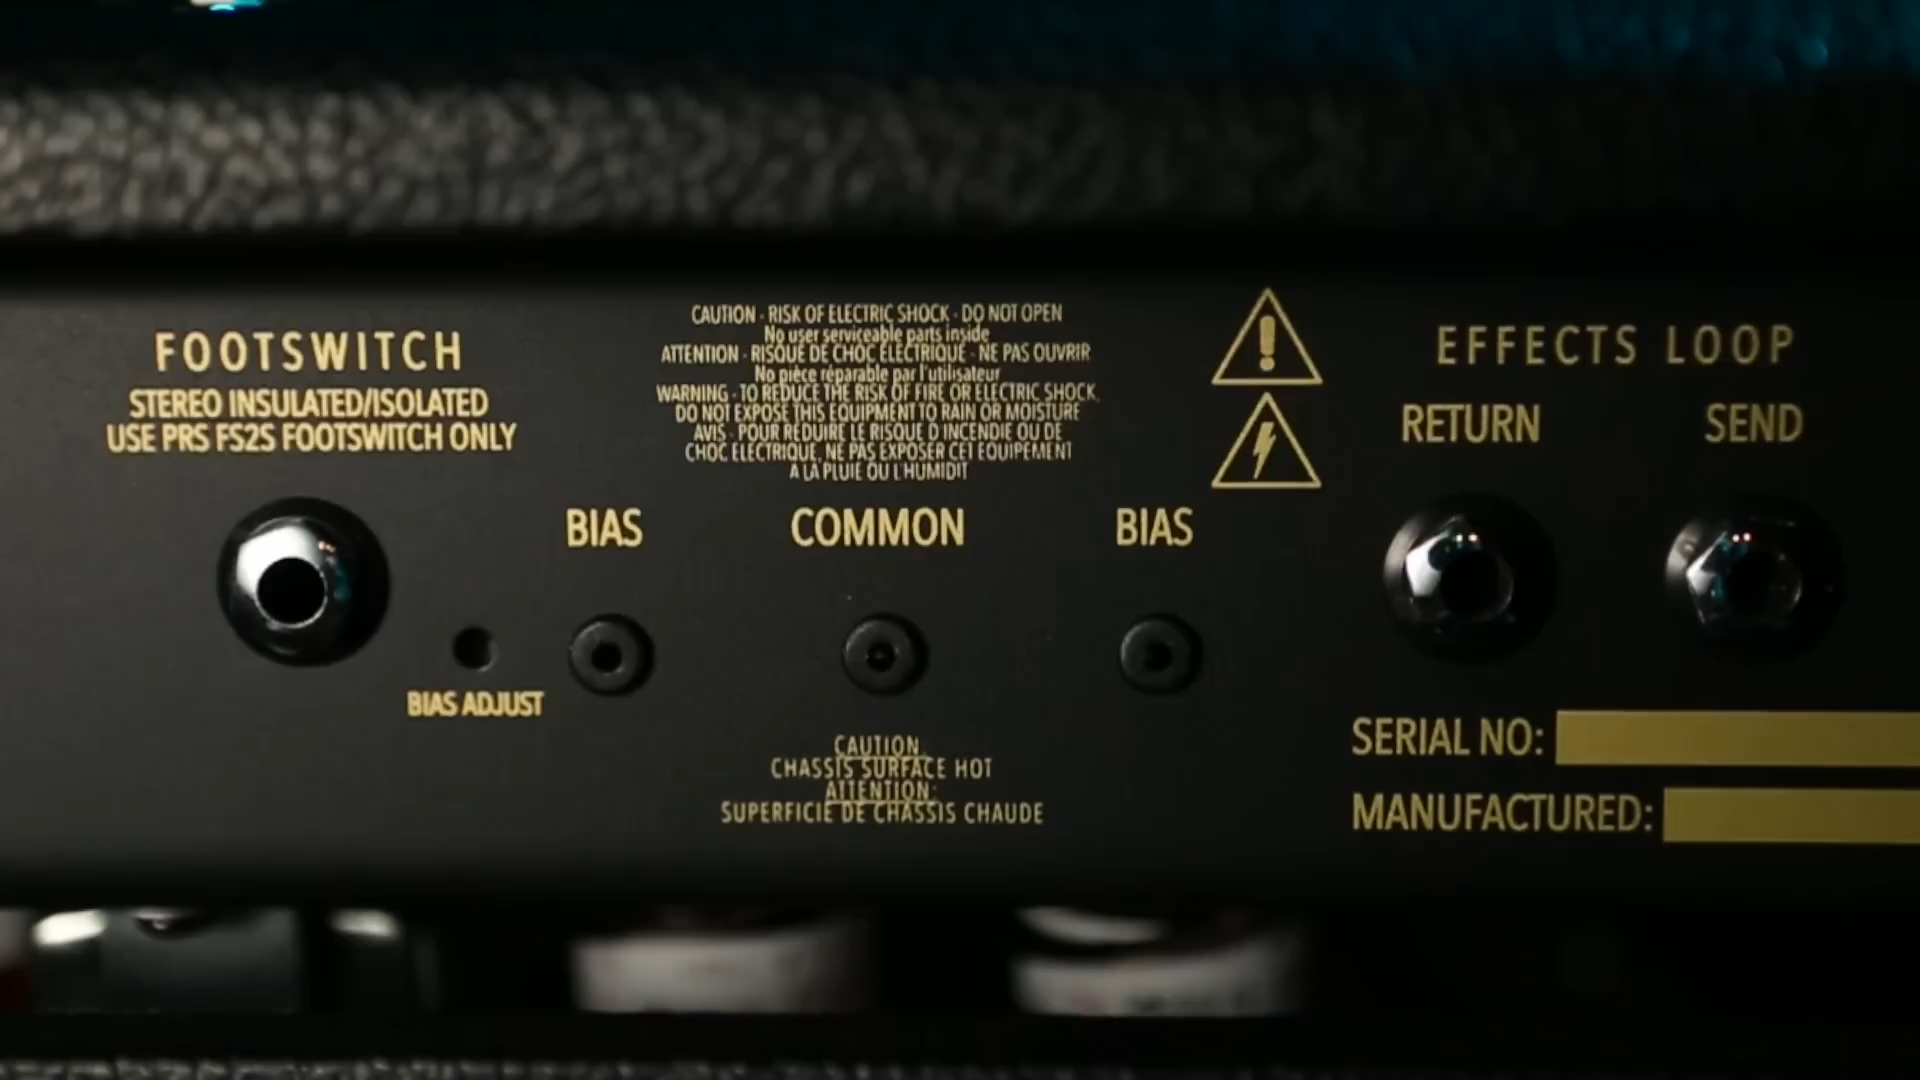 FOOTSWITCH
STEREO INSULATED/ISOLATED
USE PRS FS2S FOOTSWITCH ONLY
CAUTION - RISK OF ELECTRIC SHOCK - DO NOT OPEN
No user serviceable parts inside
ATTENTION - RISQUE DE CHOC ELECTRIQUE - NE PAS OUVRIR
No pièce réparable par l'utilisateur
WARNING - TO REDUCE THE RISK OF FIRE OR ELECTRIC SHOCK,
DO NOT EXPOSE THIS EQUIPMENT TO RAIN OR MOISTURE
AVIS - POUR REDUIRE LE RISQUE D INCENDIE OU DE
CHOC ELECTRIQUE, NE PAS EXPOSER CET EQUIPEMENT
A LA PLUIE OU L'HUMIDIT
EFFECTS LOOP
RETURN SEND
BIAS COMMON BIAS
BIAS ADJUST
CAUTION:
CHASSIS SURFACE HOT
ATTENTION:
SUPERFICIE DE CHASSIS CHAUDE
SERIAL NO:
MANUFACTURED: